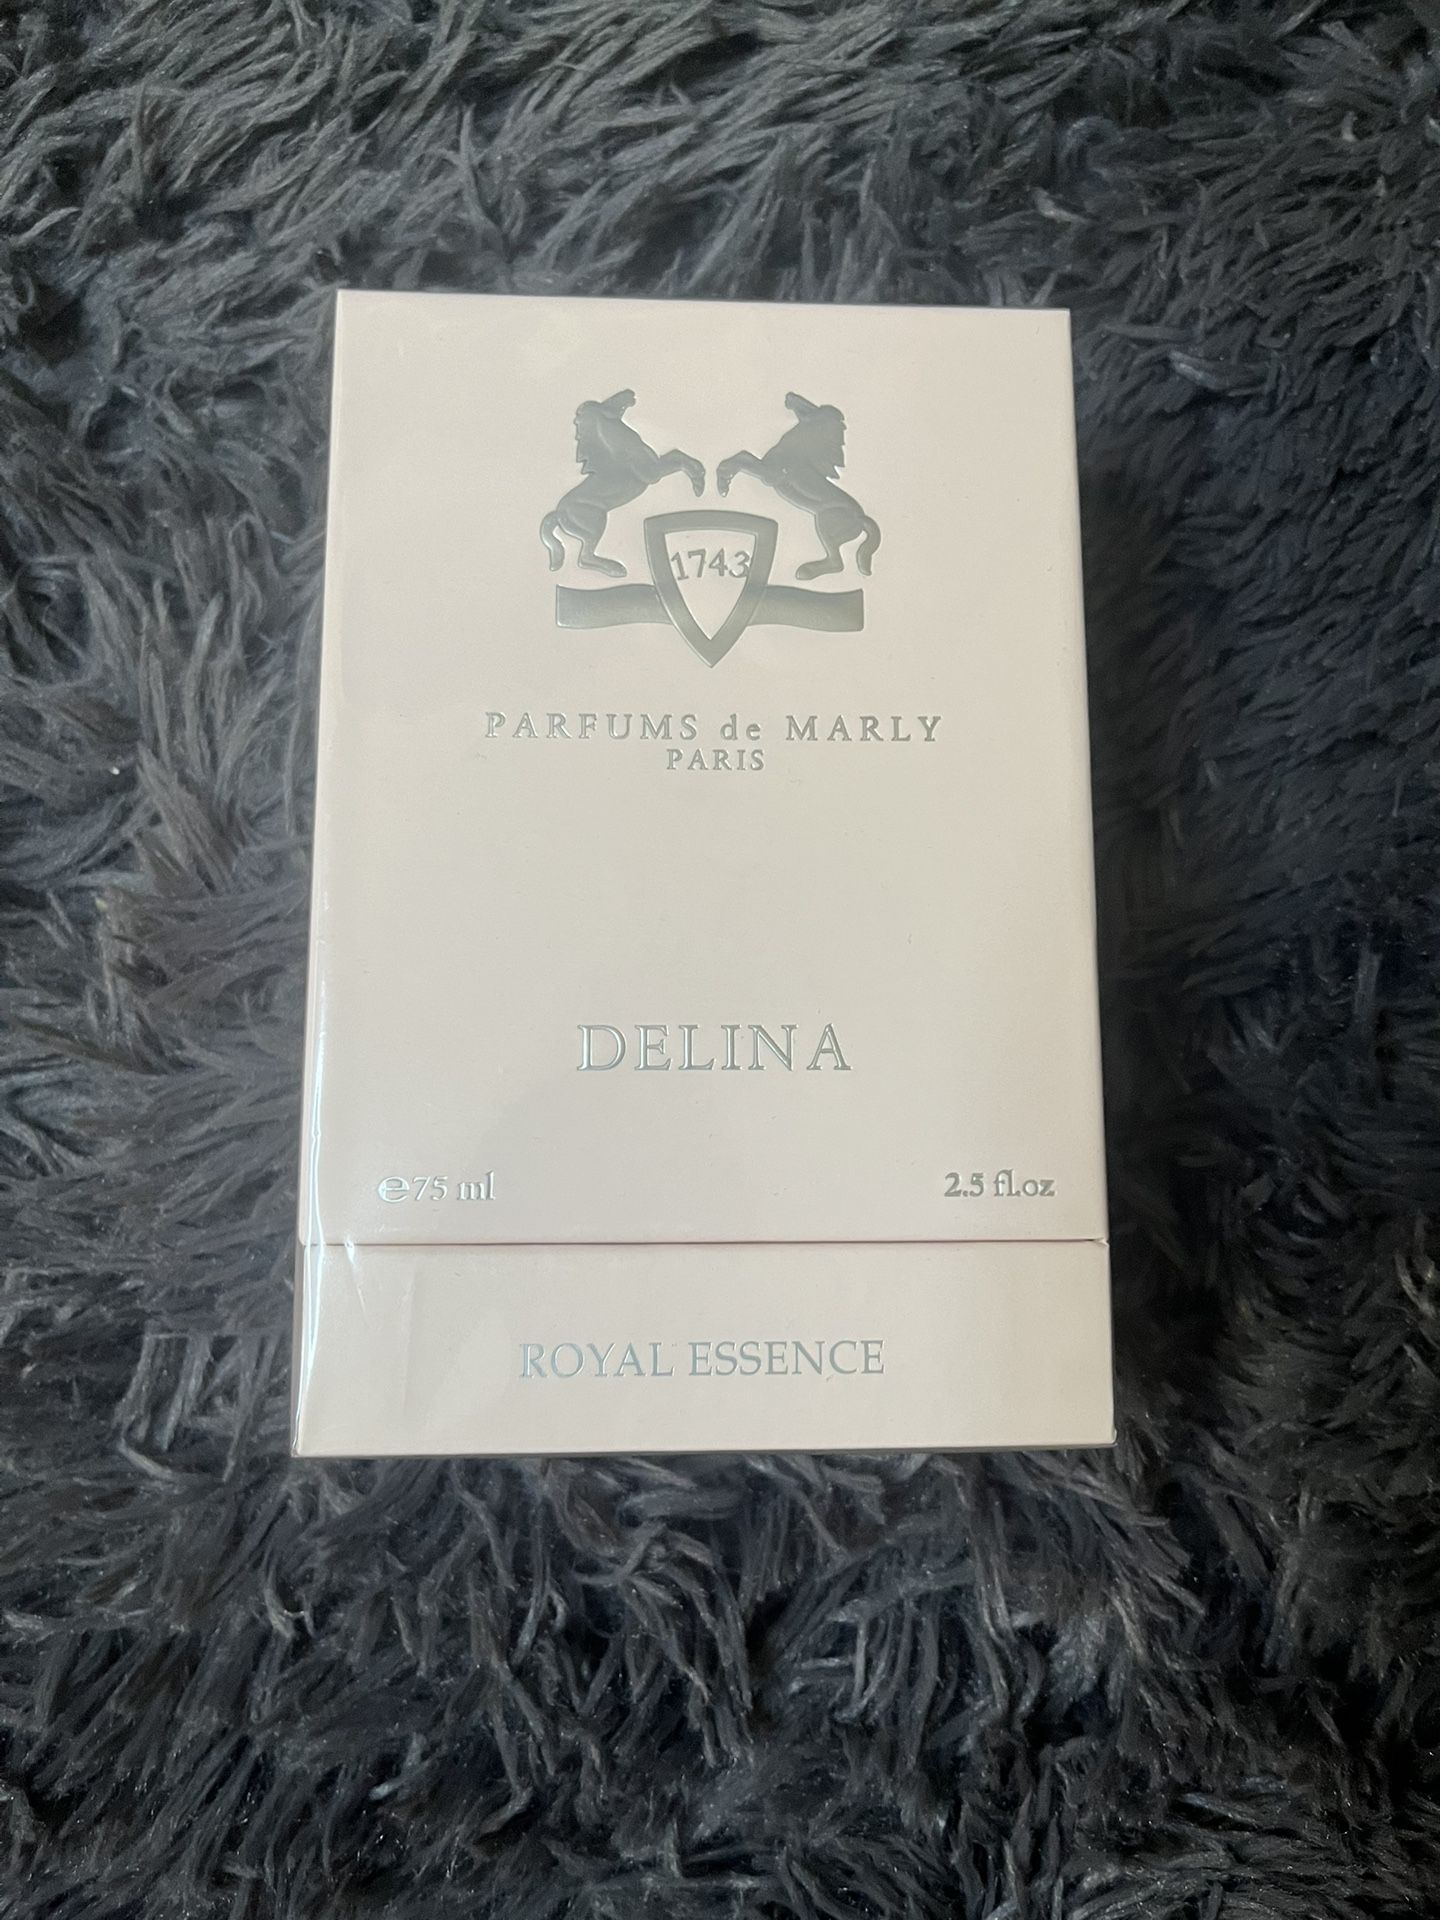 1743
PARFUMS de MARLY
PARIS
DELINA
℮75 ml 2.5 fl.oz
ROYAL ESSENCE